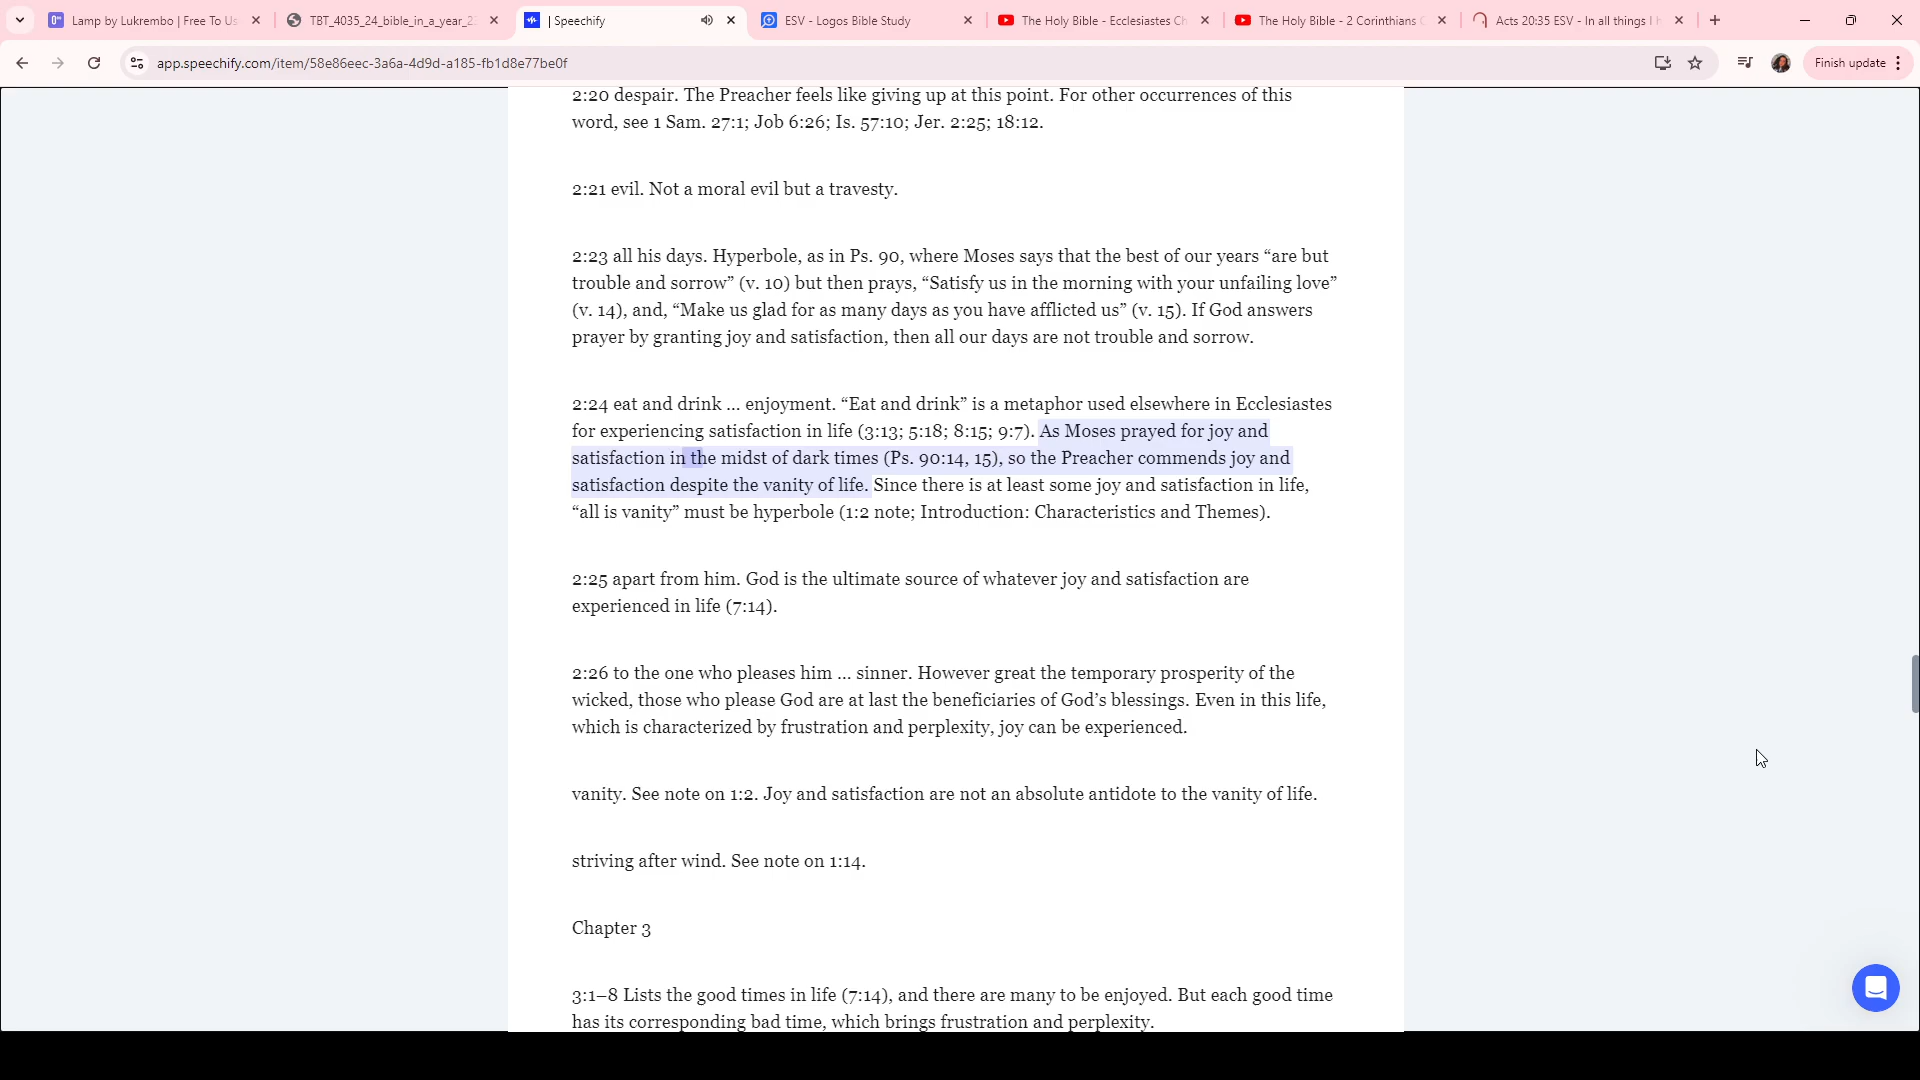 Lamp by Lukrembo | Free To Us
TBT_4035_24_bible_in_a_year_2
| Speechify
ESV - Logos Bible Study
The Holy Bible - Ecclesiastes Ch
The Holy Bible - 2 Corinthians C
Acts 20:35 ESV - In all things I h
app.speechify.com/item/58e86eec-3a6a-4d9d-a185-fb1d8e77be0f
Finish update
2:20 despair. The Preacher feels like giving up at this point. For other occurrences of this
word, see 1 Sam. 27:1; Job 6:26; Is. 57:10; Jer. 2:25; 18:12.
2:21 evil. Not a moral evil but a travesty.
2:23 all his days. Hyperbole, as in Ps. 90, where Moses says that the best of our years “are but
trouble and sorrow” (v. 10) but then prays, “Satisfy us in the morning with your unfailing love”
(v. 14), and, “Make us glad for as many days as you have afflicted us” (v. 15). If God answers
prayer by granting joy and satisfaction, then all our days are not trouble and sorrow.
2:24 eat and drink … enjoyment. “Eat and drink” is a metaphor used elsewhere in Ecclesiastes
for experiencing satisfaction in life (3:13; 5:18; 8:15; 9:7). As Moses prayed for joy and
satisfaction in the midst of dark times (Ps. 90:14, 15), so the Preacher commends joy and
satisfaction despite the vanity of life. Since there is at least some joy and satisfaction in life,
“all is vanity” must be hyperbole (1:2 note; Introduction: Characteristics and Themes).
2:25 apart from him. God is the ultimate source of whatever joy and satisfaction are
experienced in life (7:14).
2:26 to the one who pleases him … sinner. However great the temporary prosperity of the
wicked, those who please God are at last the beneficiaries of God’s blessings. Even in this life,
which is characterized by frustration and perplexity, joy can be experienced.
vanity. See note on 1:2. Joy and satisfaction are not an absolute antidote to the vanity of life.
striving after wind. See note on 1:14.
Chapter 3
3:1–8 Lists the good times in life (7:14), and there are many to be enjoyed. But each good time
has its corresponding bad time, which brings frustration and perplexity.